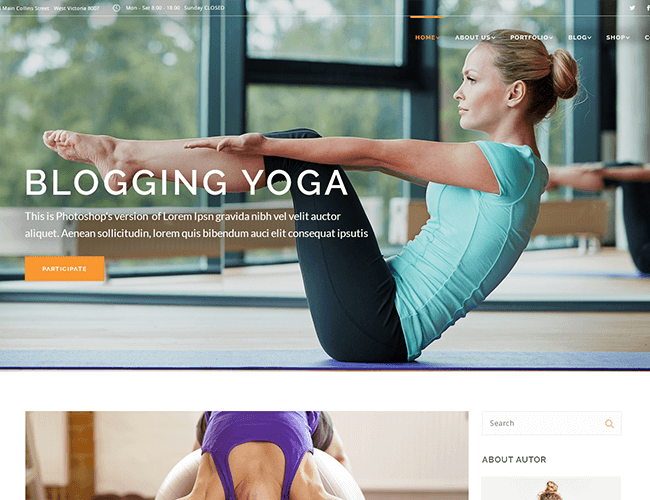 Main Collins Street West Victoria 8007
Mon - Sat 8.00 - 18.00 Sunday CLOSED
HOME ABOUT US PORTFOLIO BLOG SHOP
BLOGGING YOGA
This is Photoshop's version of Lorem Ipsn gravida nibh vel velit auctor
aliquet. Aenean sollicitudin, lorem quis bibendum auci elit consequat ipsutis
PARTICIPATE
Search
ABOUT AUTOR